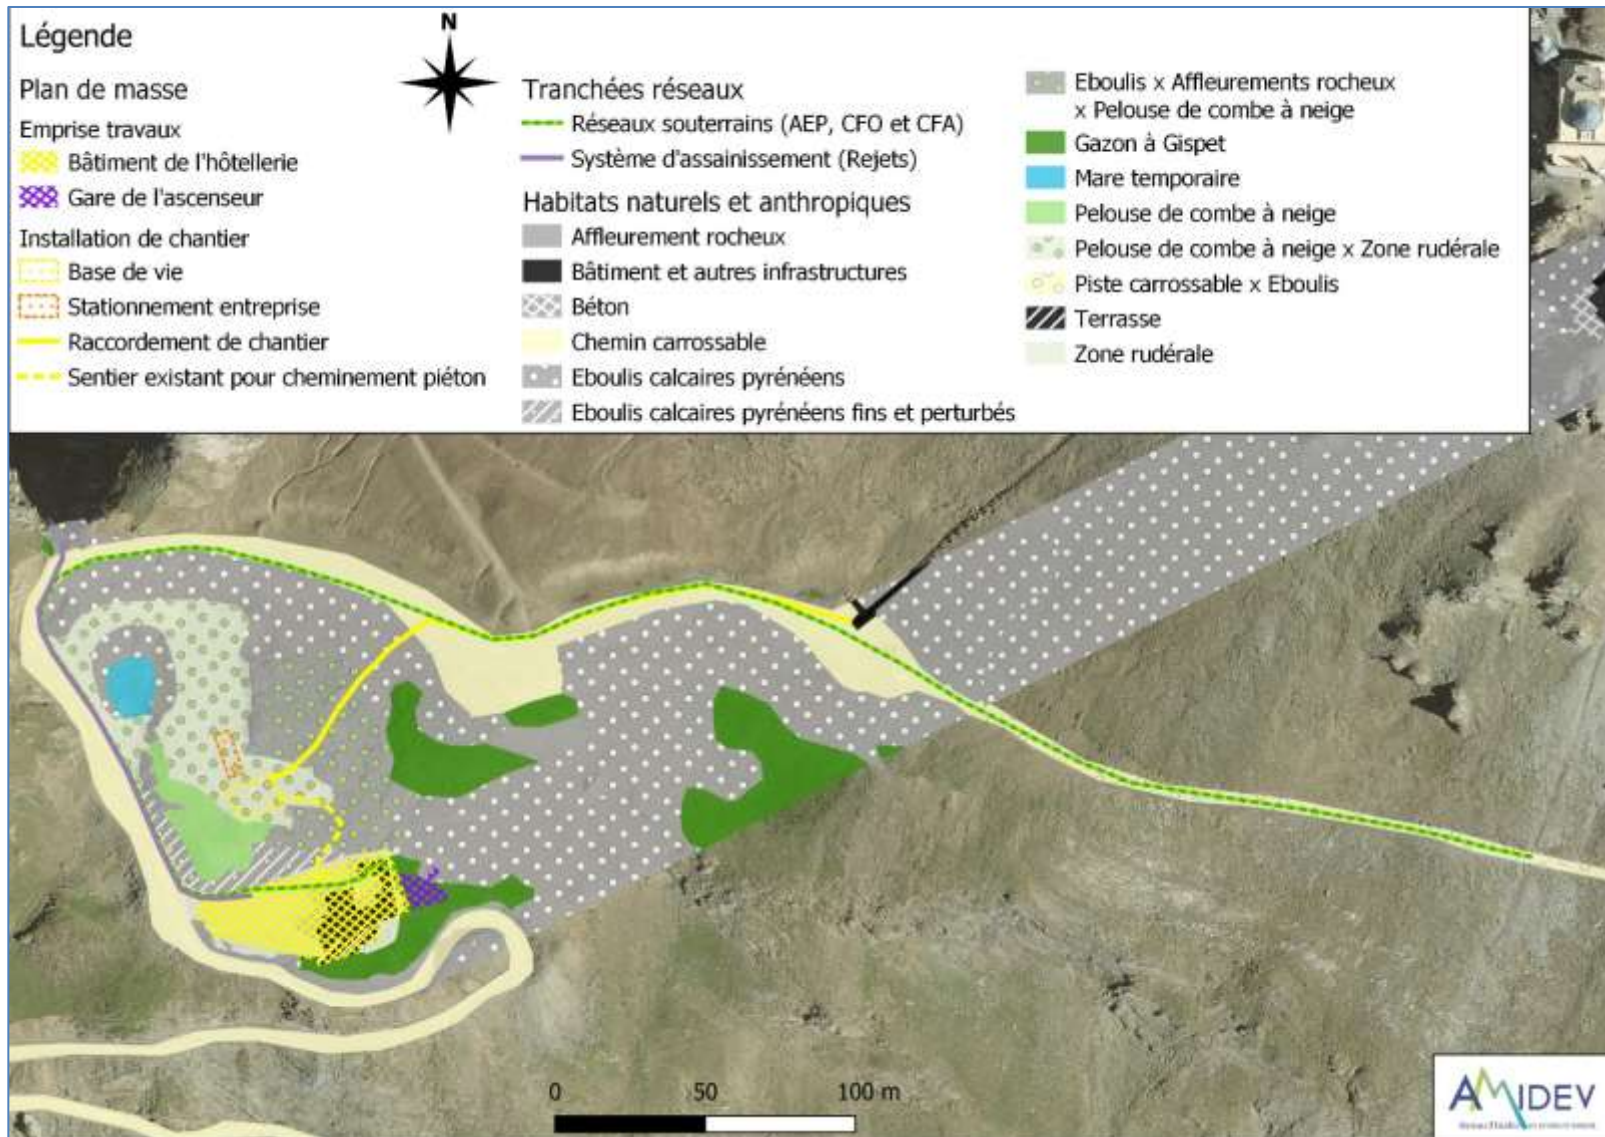 Légende
N
Plan de masse
Emprise travaux
Bâtiment de l'hôtellerie
Gare de l'ascenseur
Installation de chantier
Base de vie
Stationnement entreprise
Raccordement de chantier
Sentier existant pour cheminement piéton
Tranchées réseaux
Réseaux souterrains (AEP, CFO et CFA)
Système d'assainissement (Rejets)
Habitats naturels et anthropiques
Affleurement rocheux
Bâtiment et autres infrastructures
Béton
Chemin carrossable
Eboulis calcaires pyrénéens
Eboulis calcaires pyrénéens fins et perturbés
Eboulis x Affleurements rocheux
x Pelouse de combe à neige
Gazon à Gispet
Mare temporaire
Pelouse de combe à neige
Pelouse de combe à neige x Zone rudérale
Piste carrossable x Eboulis
Terrasse
Zone rudérale
0 50 100 m
AMIDEV